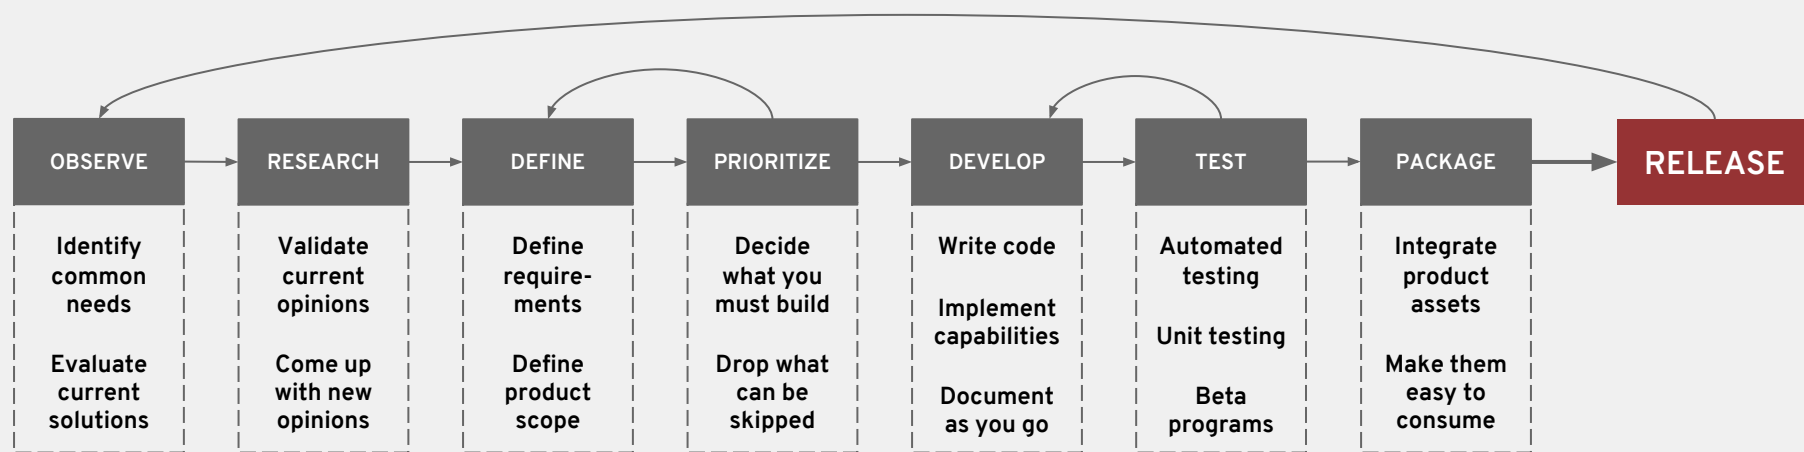 OBSERVE
RESEARCH
DEFINE
PRIORITIZE
DEVELOP
TEST
PACKAGE
RELEASE
Identify
common
needs
Evaluate
current
solutions
Validate
current
opinions
Come up
with new
opinions
Define
require-
ments
Define
product
scope
Decide
what you
must build
Drop what
can be
skipped
Write code
Implement
capabilities
Document
as you go
Automated
testing
Unit testing
Beta
programs
Integrate
product
assets
Make them
easy to
consume